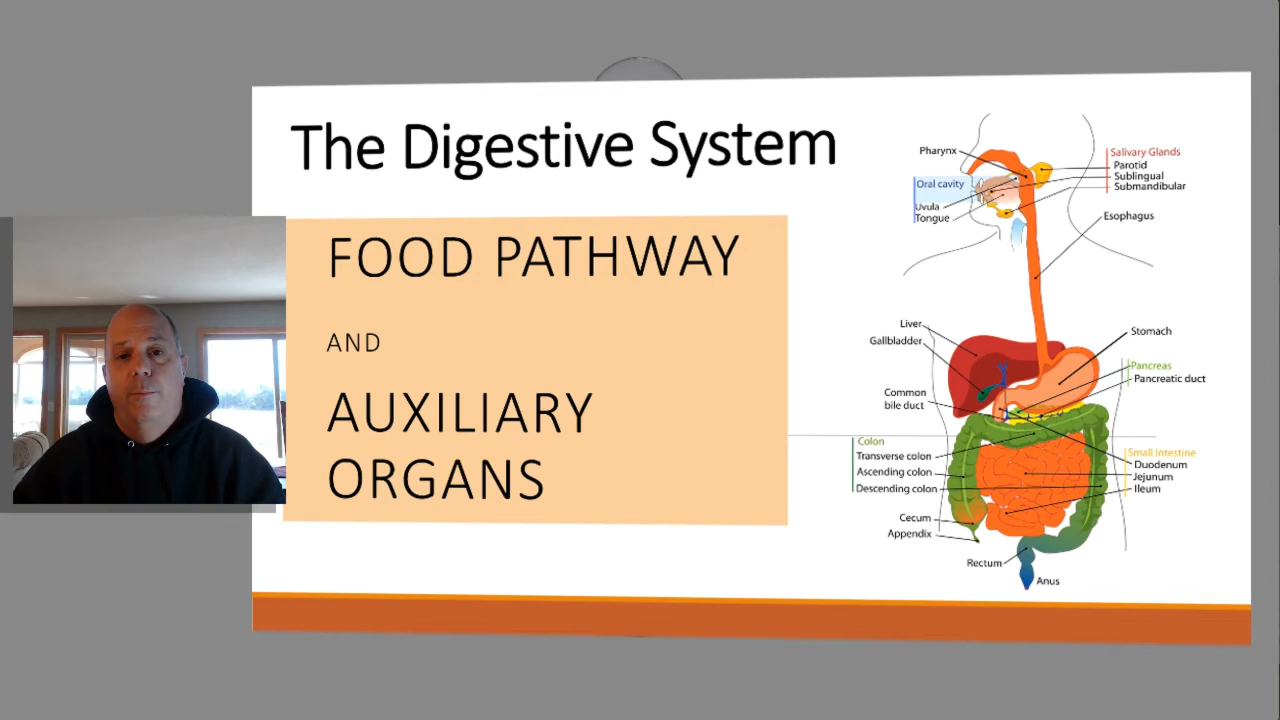 The Digestive System
FOOD PATHWAY
AND
AUXILIARY
ORGANS
Pharynx
Oral cavity
Uvula
Tongue
Salivary Glands
Parotid
Sublingual
Submandibular
Esophagus
Liver
Gallbladder
Common
bile duct
Stomach
Pancreas
Pancreatic duct
Colon
Transverse colon
Ascending colon
Descending colon
Cecum
Appendix
Small Intestine
Duodenum
Jejunum
Ileum
Rectum
Anus